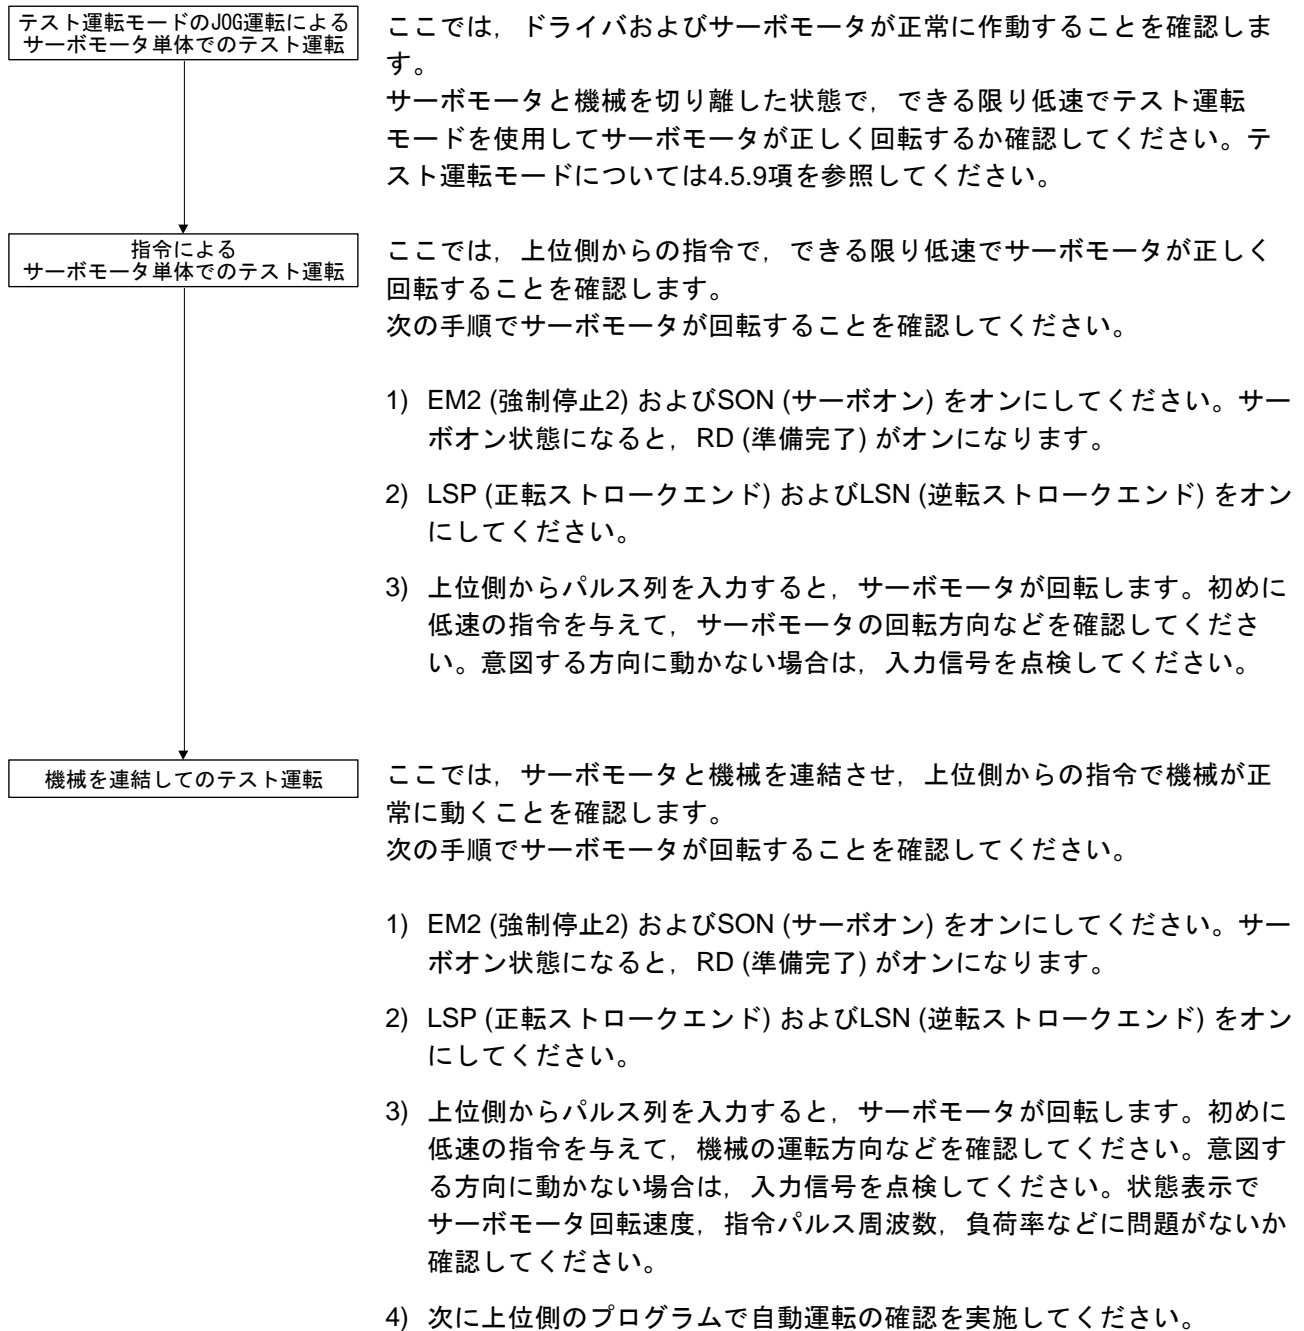 テスト運転モードのJOG運転による
サーボモータ単体でのテスト運転
ここでは，ドライバおよびサーボモータが正常に作動することを確認しま
す。
サーボモータと機械を切り離した状態で，できる限り低速でテスト運転
モードを使用してサーボモータが正しく回転するか確認してください。テ
スト運転モードについては4.5.9項を参照してください。
指令による
サーボモータ単体でのテスト運転
ここでは，上位側からの指令で，できる限り低速でサーボモータが正しく
回転することを確認します。
次の手順でサーボモータが回転することを確認してください。
1) EM2 (強制停止2) およびSON (サーボオン) をオンにしてください。サー
ボオン状態になると，RD (準備完了) がオンになります。
2) LSP (正転ストロークエンド) およびLSN (逆転ストロークエンド) をオン
にしてください。
3) 上位側からパルス列を入力すると，サーボモータが回転します。初めに
低速の指令を与えて，サーボモータの回転方向などを確認してくださ
い。意図する方向に動かない場合は，入力信号を点検してください。
機械を連結してのテスト運転
ここでは，サーボモータと機械を連結させ，上位側からの指令で機械が正
常に動くことを確認します。
次の手順でサーボモータが回転することを確認してください。
1) EM2 (強制停止2) およびSON (サーボオン) をオンにしてください。サー
ボオン状態になると，RD (準備完了) がオンになります。
2) LSP (正転ストロークエンド) およびLSN (逆転ストロークエンド) をオン
にしてください。
3) 上位側からパルス列を入力すると，サーボモータが回転します。初めに
低速の指令を与えて，機械の運転方向などを確認してください。意図す
る方向に動かない場合は，入力信号を点検してください。状態表示で
サーボモータ回転速度，指令パルス周波数，負荷率などに問題がないか
確認してください。
4) 次に上位側のプログラムで自動運転の確認を実施してください。